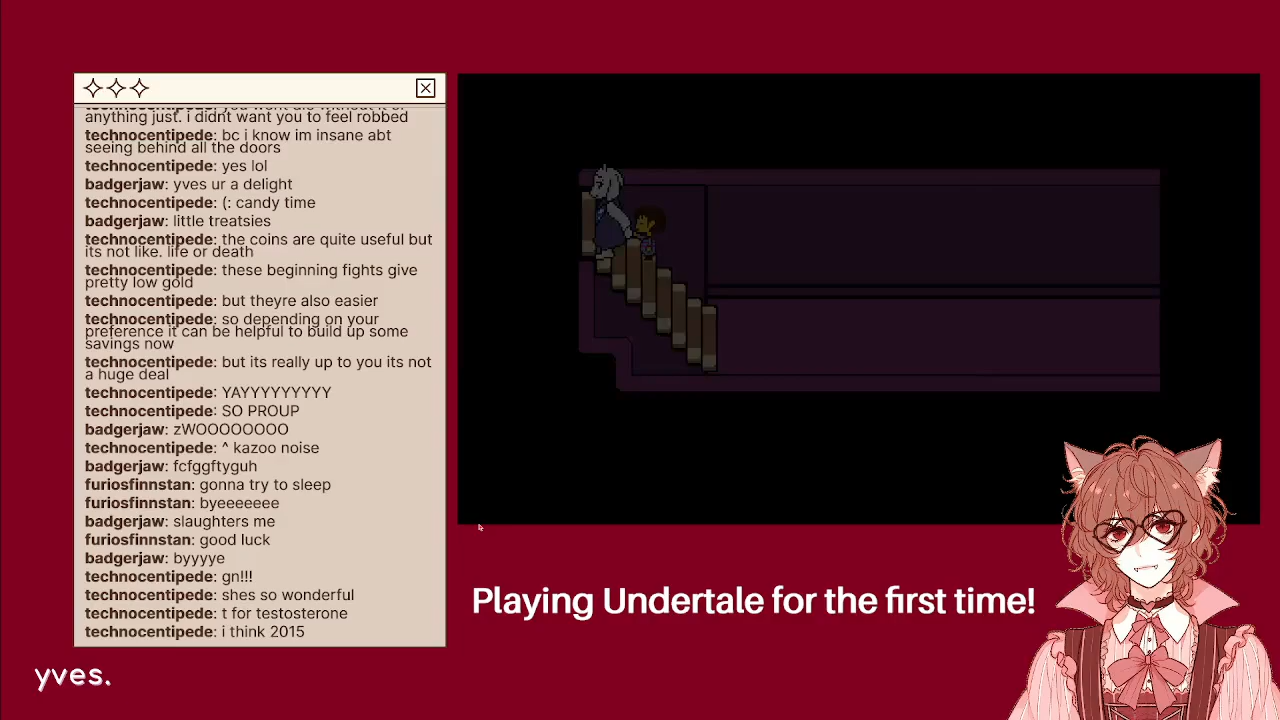 anything just. i didnt want you to feel robbed
technocentipede: bc i know im insane abt
seeing behind all the doors
technocentipede: yes lol
badgerjaw: yves ur a delight
technocentipede: (: candy time
badgerjaw: little treatsies
technocentipede: the coins are quite useful but
its not like. life or death
technocentipede: these beginning fights give
pretty low gold
technocentipede: but theyre also easier
technocentipede: so depending on your
preference it can be helpful to build up some
savings now
technocentipede: but its really up to you its not
a huge deal
technocentipede: YAYYYYYYYYY
technocentipede: SO PROUP
badgerjaw: zWOOOOOOOO
technocentipede: ^ kazoo noise
badgerjaw: fcfggftyguh
furiosfinnstan: gonna try to sleep
furiosfinnstan: byeeeeeee
badgerjaw: slaughters me
furiosfinnstan: good luck
badgerjaw: byyyye
technocentipede: gn!!!
technocentipede: shes so wonderful
technocentipede: t for testosterone
technocentipede: i think 2015
Playing Undertale for the first time!
yves.